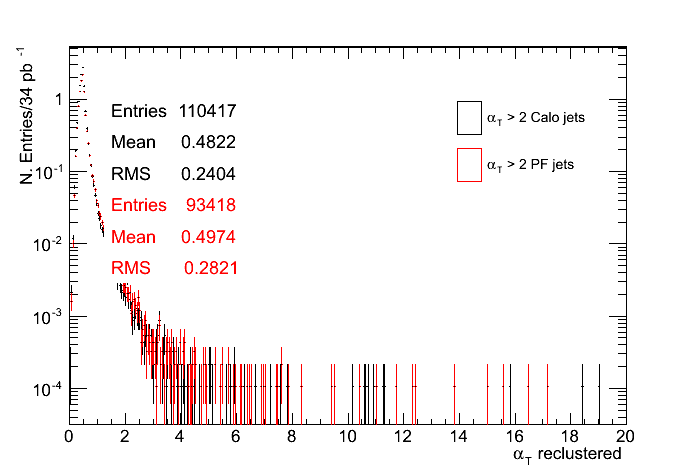 N. Entries/34 pb⁻¹
1
10⁻¹
10⁻²
10⁻³
10⁻⁴
Entries 110417
Mean 0.4822
RMS 0.2404
Entries 93418
Mean 0.4974
RMS 0.2821
α_T > 2 Calo jets
α_T > 2 PF jets
0 2 4 6 8 10 12 14 16 18 20
α_T reclustered